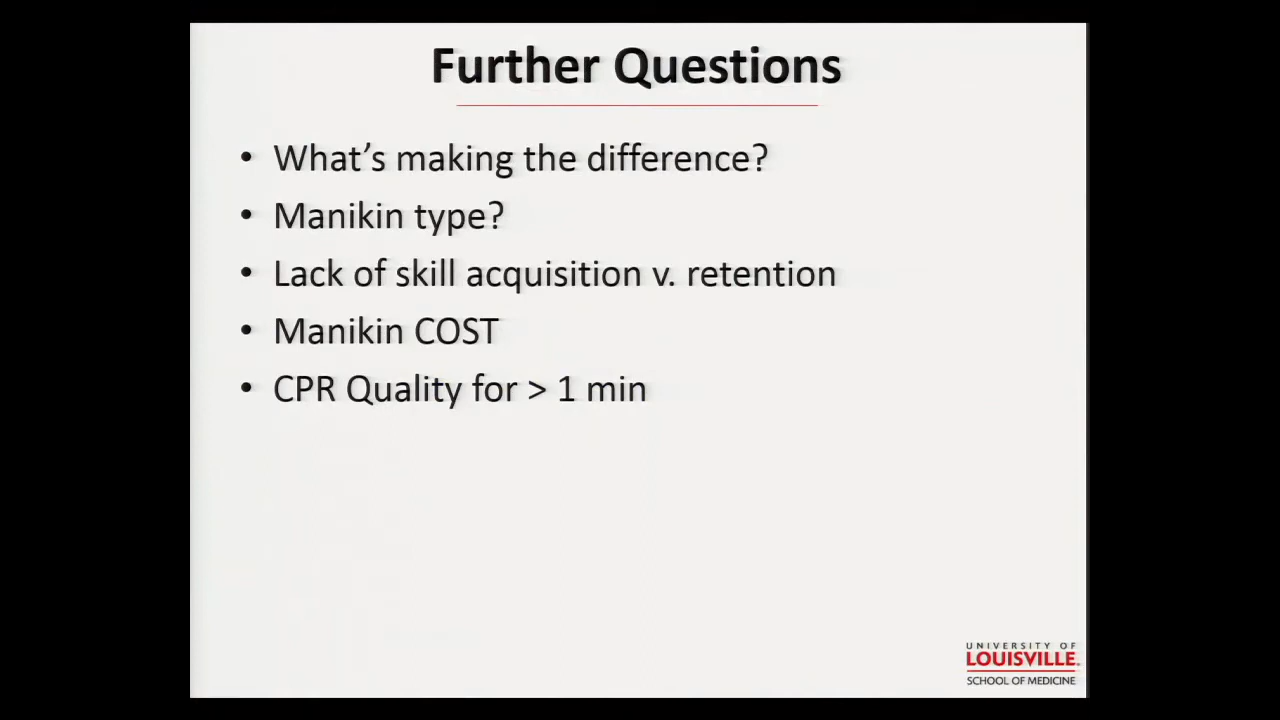 Further Questions
• What's making the difference?
• Manikin type?
• Lack of skill acquisition v. retention
• Manikin COST
• CPR Quality for > 1 min
UNIVERSITY OF
LOUISVILLE.
SCHOOL OF MEDICINE